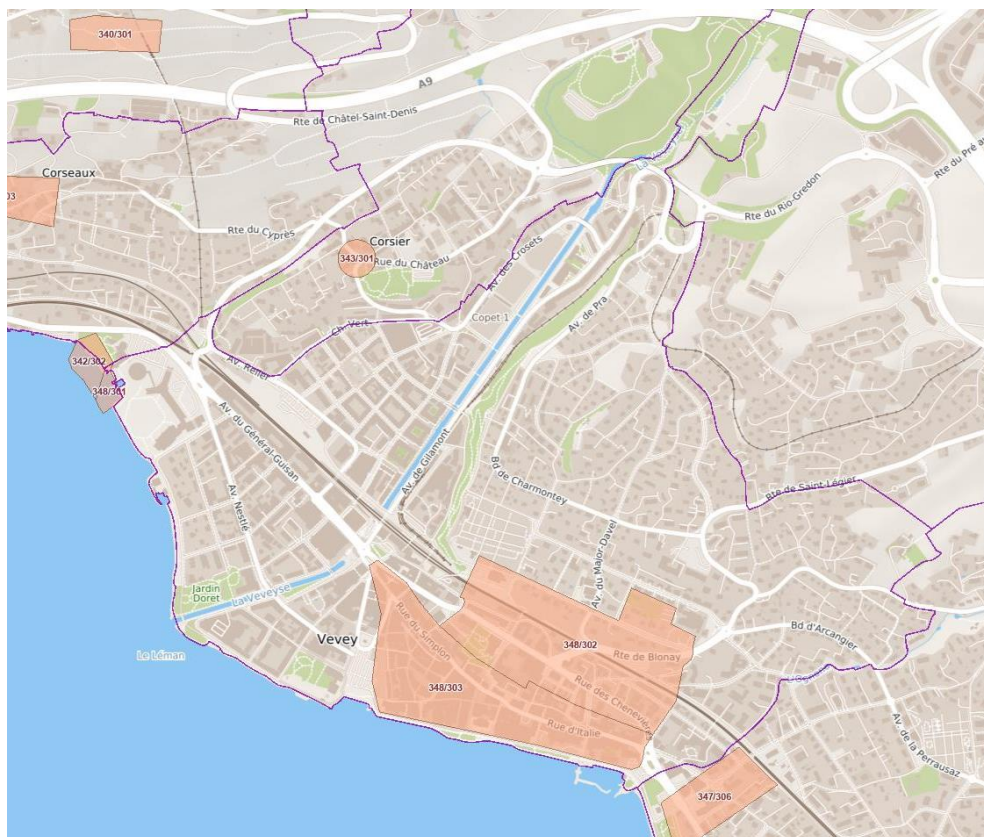 340/301
A9
Rte de Châtel-Saint-Denis
Corseaux
03
Rte du Cyprès
Corsier
343/301
Rue du Château
Av. des Crosets
Rte du Rio-Gredon
Copet 1
Ch. Vert
Av. de Pra
342/302
348/301
Av. Reller
Av. du Général-Guisan
Av. de Gilamont
Av. Nestlé
Bd de Charmontey
Rte de Saint-Légier
Av. du Major-Davel
Jardin
Doret
La Veveyse
Vevey
Le Léman
Rue du Simplon
348/302
Rte de Blonay
Bd d'Arcangier
348/303
Rue des Chenevières
Rue d'Italie
Av. de la Perrausaz
347/306